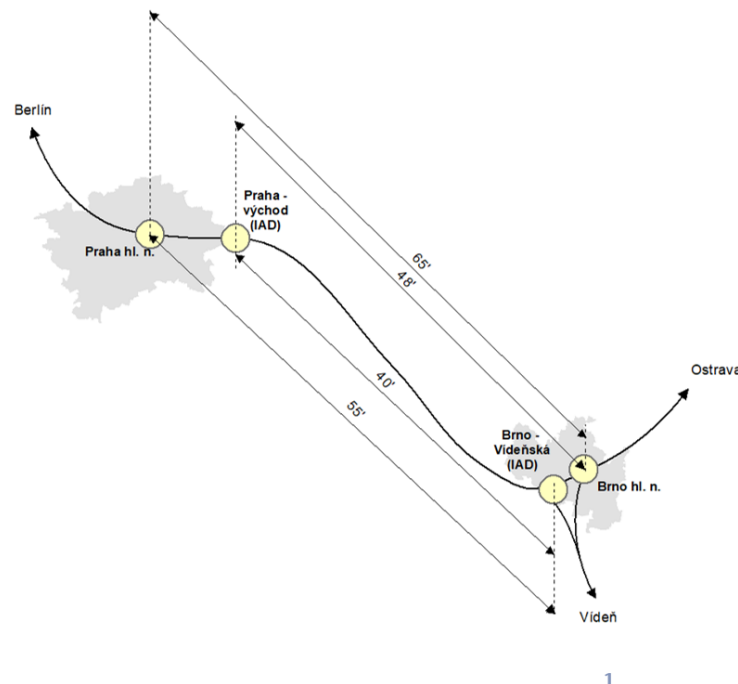 Berlín
Praha -
východ
(IAD)
Praha hl. n.
65'
48'
40'
55'
Ostrava
Brno -
Vídeňská
(IAD)
Brno hl. n.
Vídeň
1